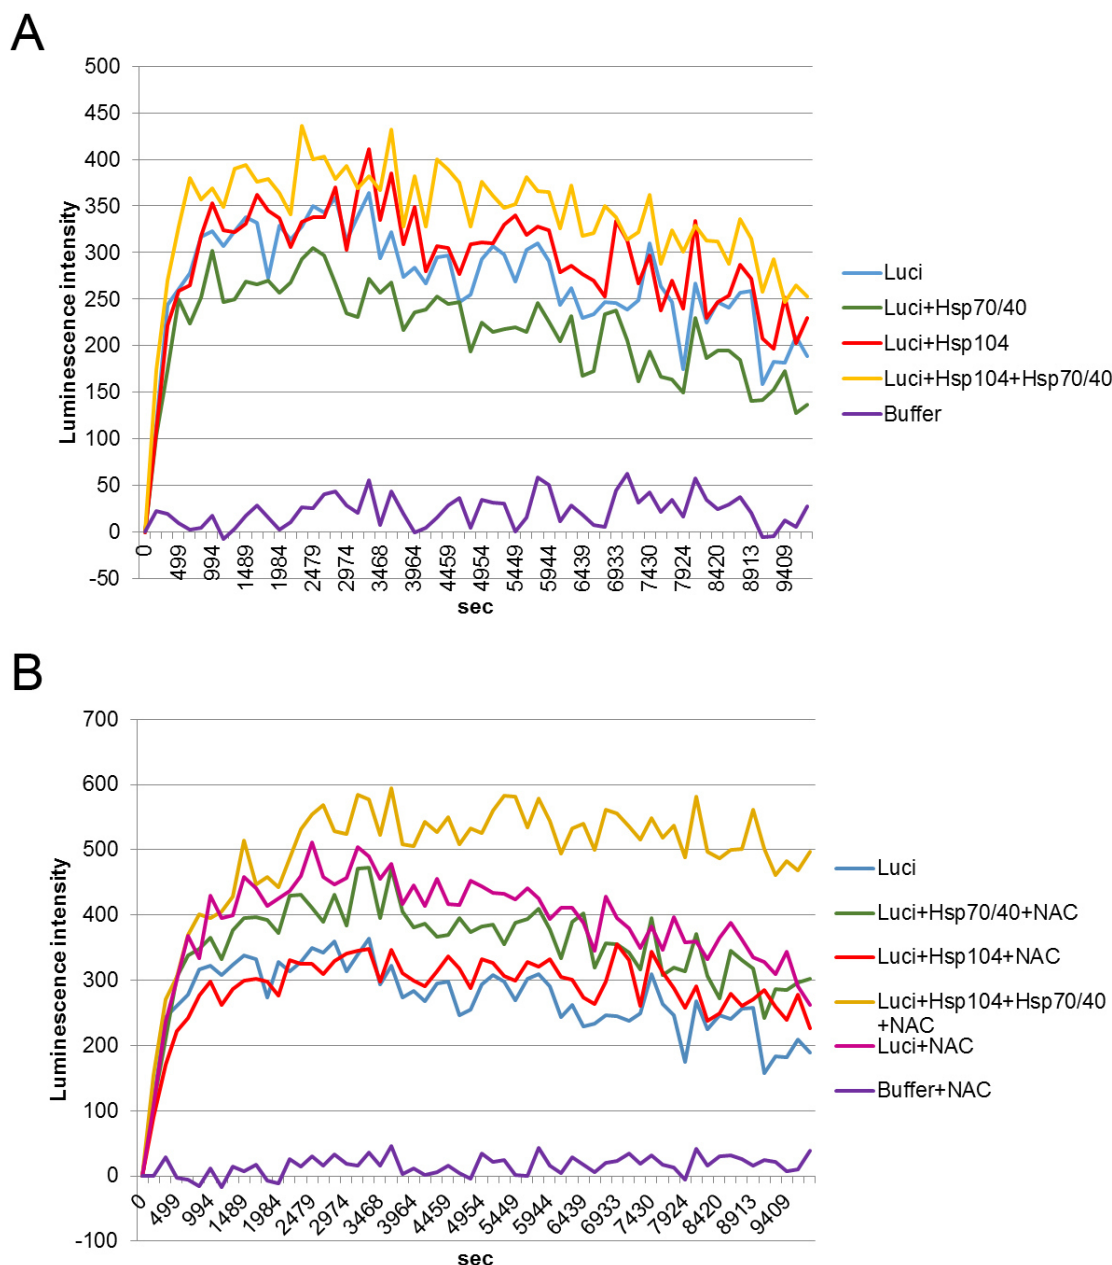 A
Luminescence intensity
500
450
400
350
300
250
200
150
100
50
0
-50
0 499 994 1489 1984 2479 2974 3468 3964 4459 4954 5449 5944 6439 6933 7430 7924 8420 8913 9409
sec
Luci
Luci+Hsp70/40
Luci+Hsp104
Luci+Hsp104+Hsp70/40
Buffer
B
Luminescence intensity
700
600
500
400
300
200
100
0
-100
0 499 994 1489 1984 2479 2974 3468 3964 4459 4954 5449 5944 6439 6933 7430 7924 8420 8913 9409
sec
Luci
Luci+Hsp70/40+NAC
Luci+Hsp104+NAC
Luci+Hsp104+Hsp70/40
+NAC
Luci+NAC
Buffer+NAC